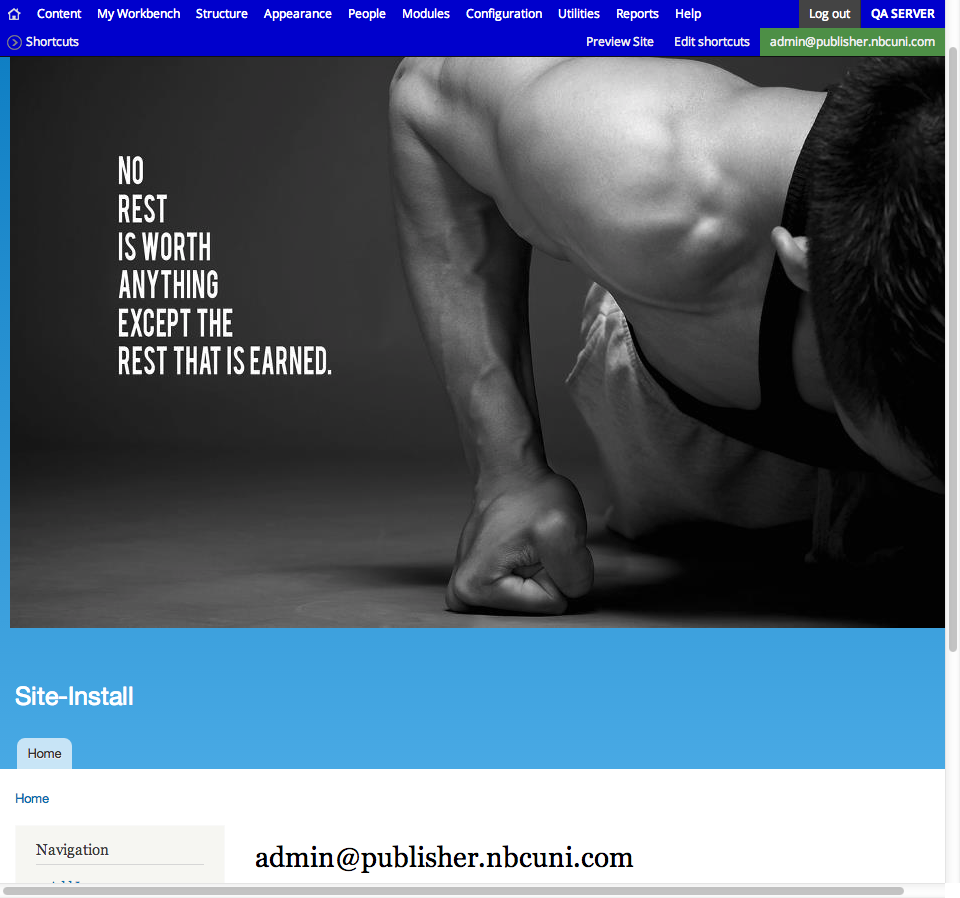 Content My Workbench Structure Appearance People Modules Configuration Utilities Reports Help Log out QA SERVER
Shortcuts Preview Site Edit shortcuts admin@publisher.nbcuni.com
NO
REST
IS WORTH
ANYTHING
EXCEPT THE
REST THAT IS EARNED.
Site-Install
Home
Home
Navigation
admin@publisher.nbcuni.com